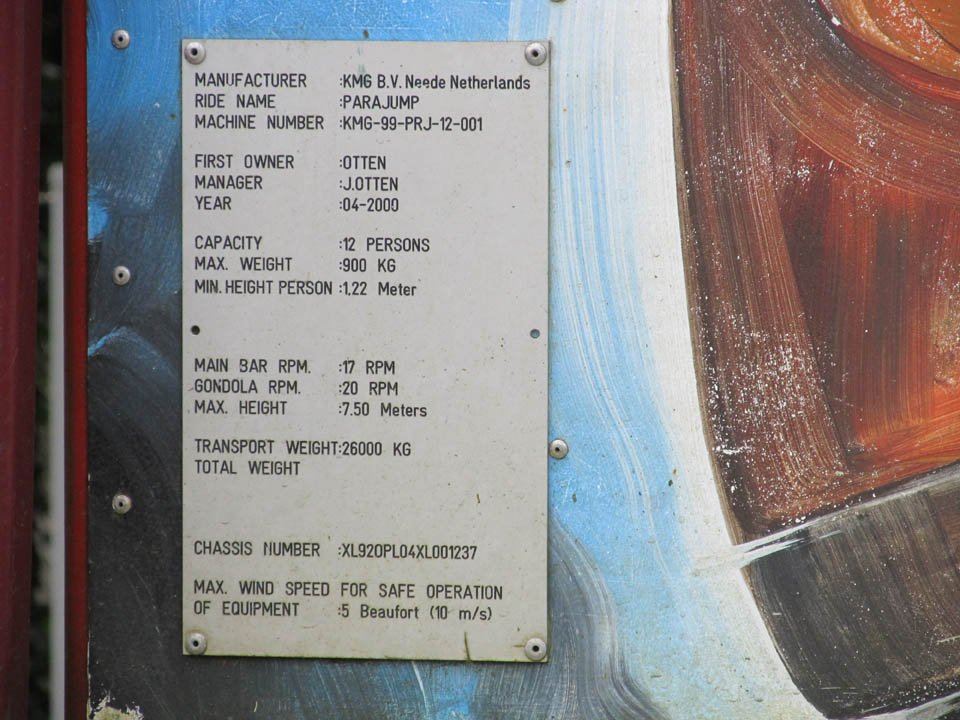 MANUFACTURER :KMG B.V. Neede Netherlands
RIDE NAME :PARAJUMP
MACHINE NUMBER :KMG-99-PRJ-12-001
FIRST OWNER :OTTEN
MANAGER :J.OTTEN
YEAR :04-2000
CAPACITY :12 PERSONS
MAX. WEIGHT :900 KG
MIN. HEIGHT PERSON :1,22 Meter
MAIN BAR RPM. :17 RPM
GONDOLA RPM. :20 RPM
MAX. HEIGHT :7.50 Meters
TRANSPORT WEIGHT:26000 KG
TOTAL WEIGHT
CHASSIS NUMBER :XL920PL04XL001237
MAX. WIND SPEED FOR SAFE OPERATION
OF EQUIPMENT :5 Beaufort (10 m/s)